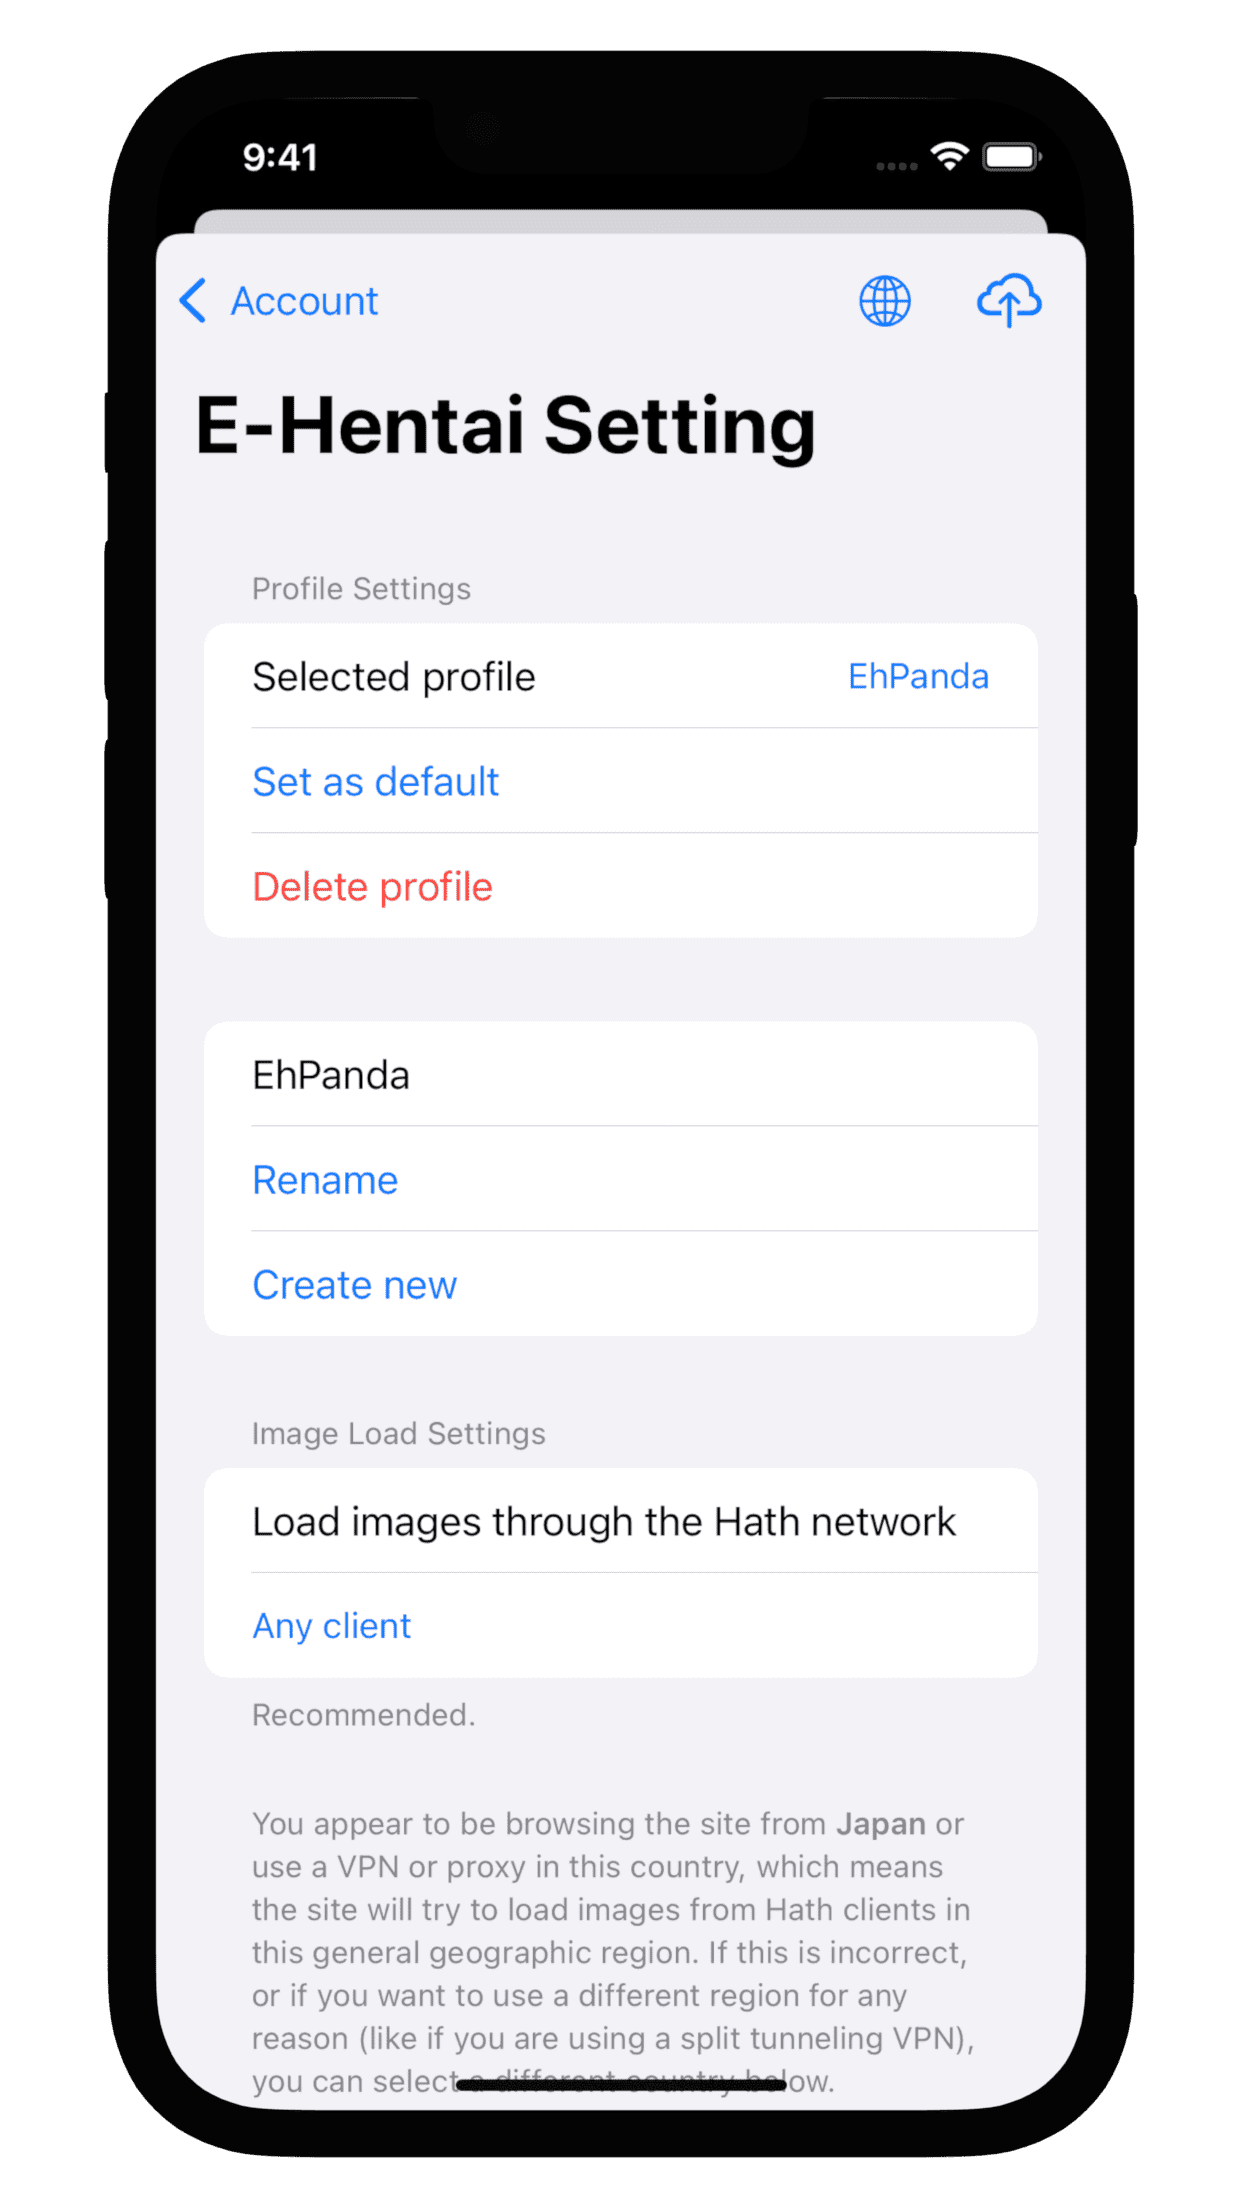 9:41
Account
E-Hentai Setting
Profile Settings
Selected profile EhPanda
Set as default
Delete profile
EhPanda
Rename
Create new
Image Load Settings
Load images through the Hath network
Any client
Recommended.
You appear to be browsing the site from Japan or
use a VPN or proxy in this country, which means
the site will try to load images from Hath clients in
this general geographic region. If this is incorrect,
or if you want to use a different region for any
reason (like if you are using a split tunneling VPN),
you can select a different country below.